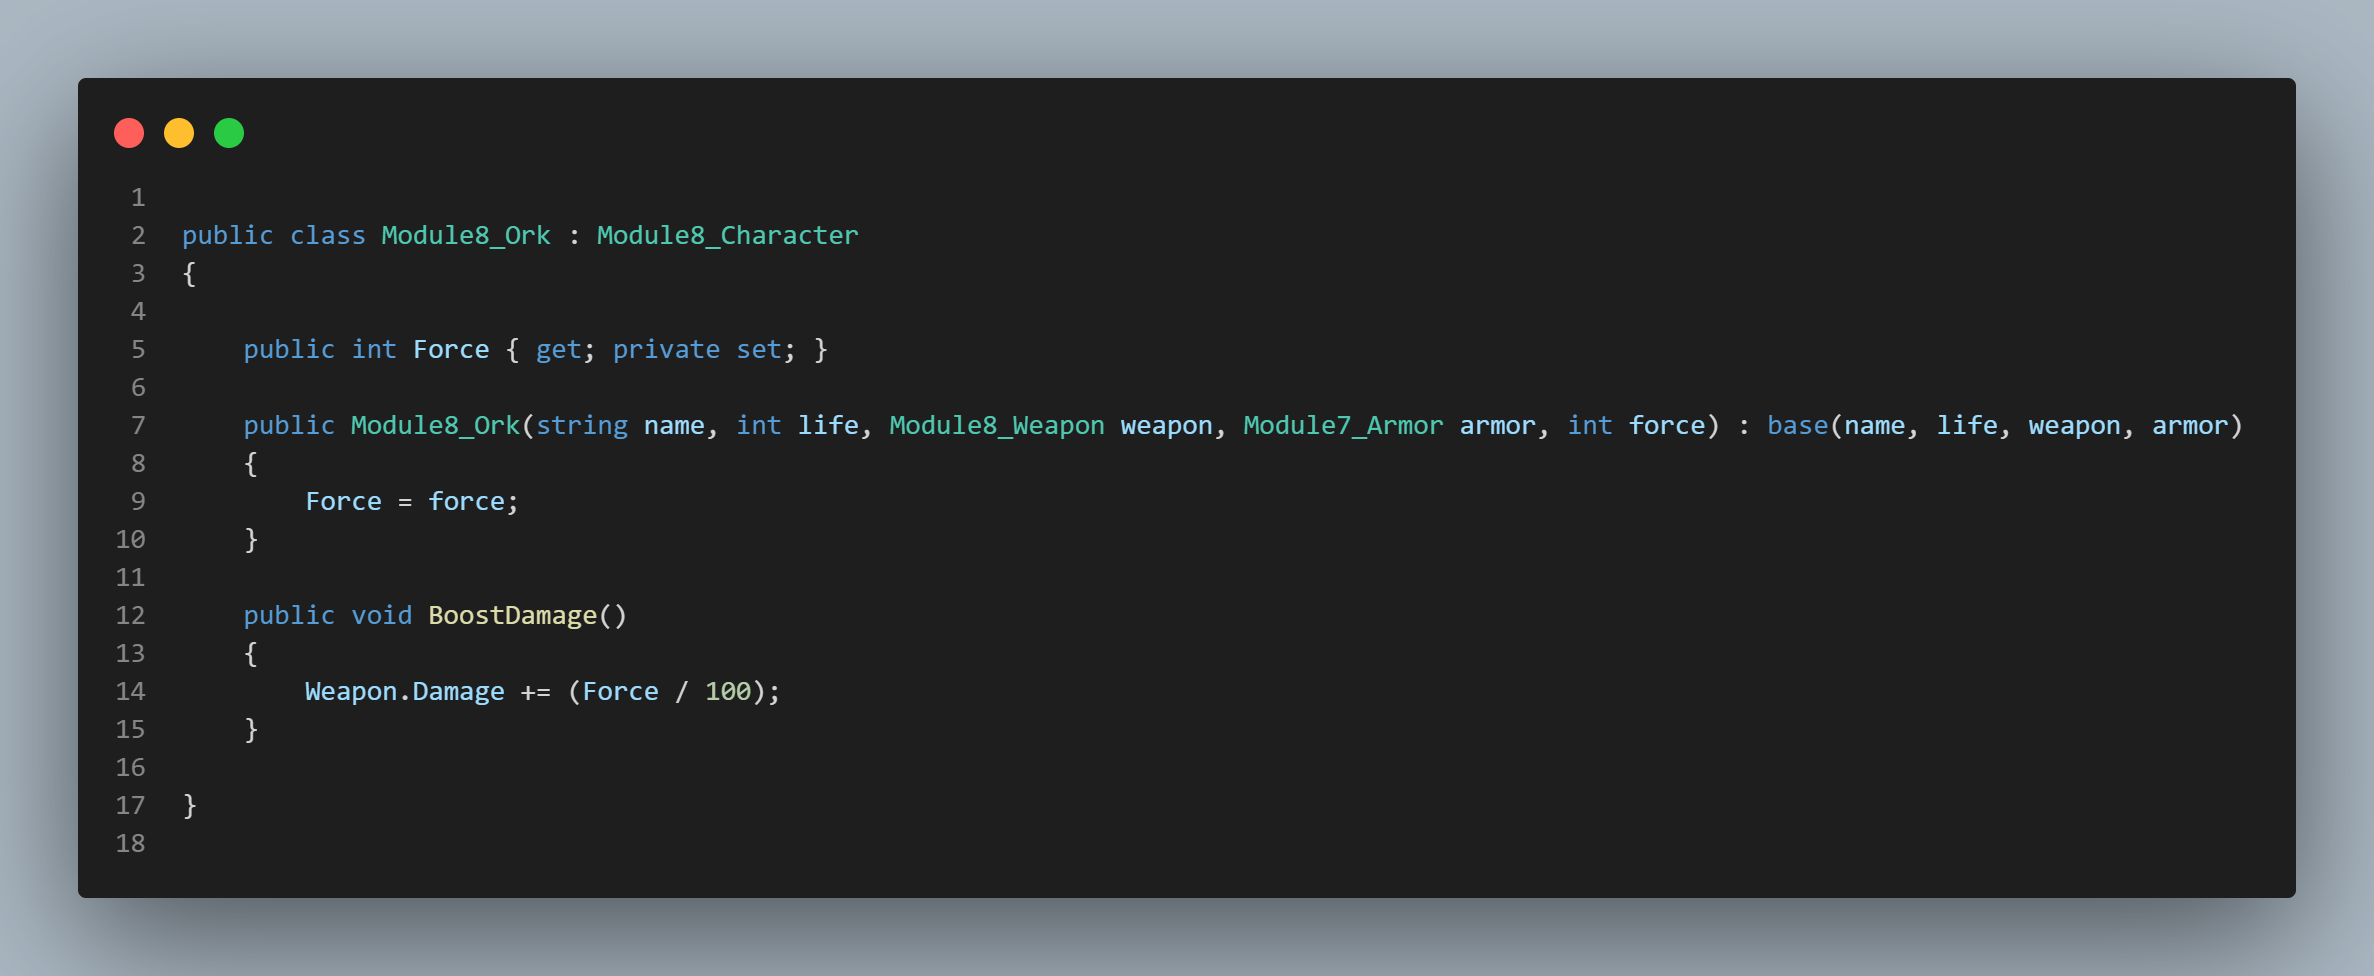 1
2 public class Module8_Ork : Module8_Character
3 {
4
5     public int Force { get; private set; }
6
7     public Module8_Ork(string name, int life, Module8_Weapon weapon, Module7_Armor armor, int force) : base(name, life, weapon, armor)
8     {
9         Force = force;
10     }
11
12     public void BoostDamage()
13     {
14         Weapon.Damage += (Force / 100);
15     }
16
17 }
18